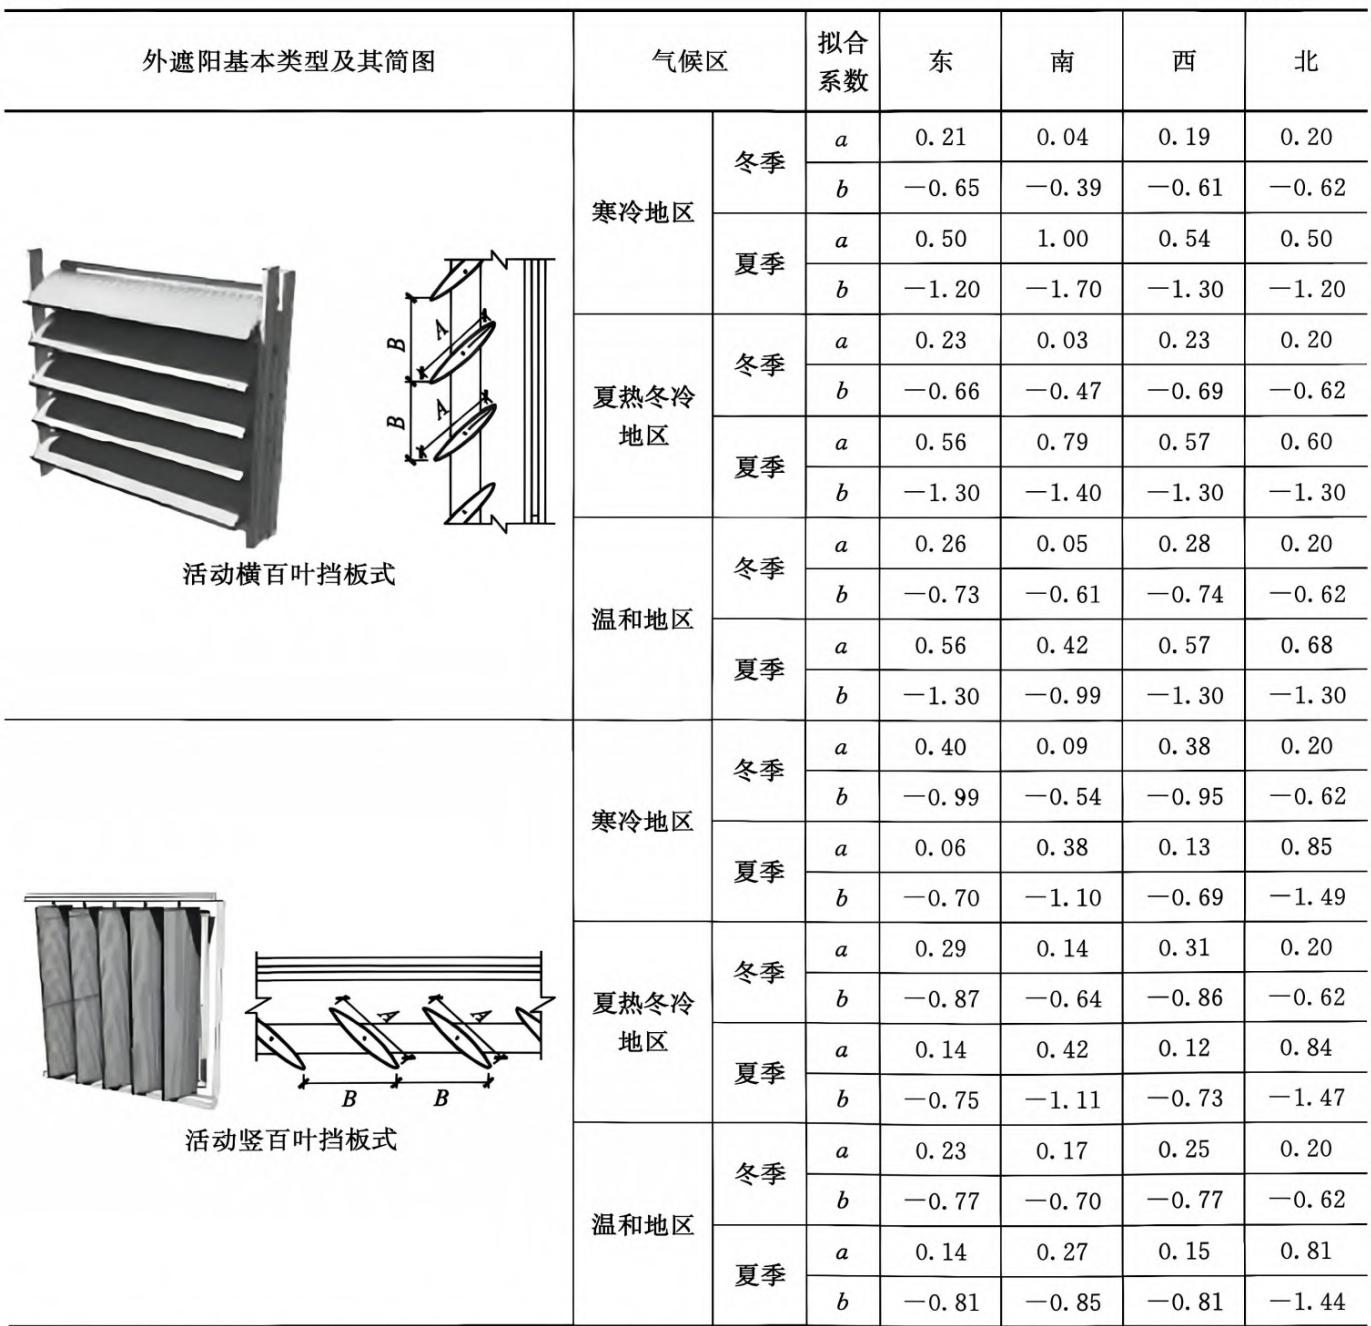 外遮阳基本类型及其简图 气候区 拟合系数 东 南 西 北
寒冷地区 冬季 a 0.21 0.04 0.19 0.20
b −0.65 −0.39 −0.61 −0.62
夏季 a 0.50 1.00 0.54 0.50
b −1.20 −1.70 −1.30 −1.20
夏热冬冷地区 冬季 a 0.23 0.03 0.23 0.20
b −0.66 −0.47 −0.69 −0.62
夏季 a 0.56 0.79 0.57 0.60
b −1.30 −1.40 −1.30 −1.30
温和地区 冬季 a 0.26 0.05 0.28 0.20
b −0.73 −0.61 −0.74 −0.62
夏季 a 0.56 0.42 0.57 0.68
b −1.30 −0.99 −1.30 −1.30
A
B
A
B
活动横百叶挡板式
寒冷地区 冬季 a 0.40 0.09 0.38 0.20
b −0.99 −0.54 −0.95 −0.62
夏季 a 0.06 0.38 0.13 0.85
b −0.70 −1.10 −0.69 −1.49
夏热冬冷地区 冬季 a 0.29 0.14 0.31 0.20
b −0.87 −0.64 −0.86 −0.62
夏季 a 0.14 0.42 0.12 0.84
b −0.75 −1.11 −0.73 −1.47
温和地区 冬季 a 0.23 0.17 0.25 0.20
b −0.77 −0.70 −0.77 −0.62
夏季 a 0.14 0.27 0.15 0.81
b −0.81 −0.85 −0.81 −1.44
A A
B B
活动竖百叶挡板式